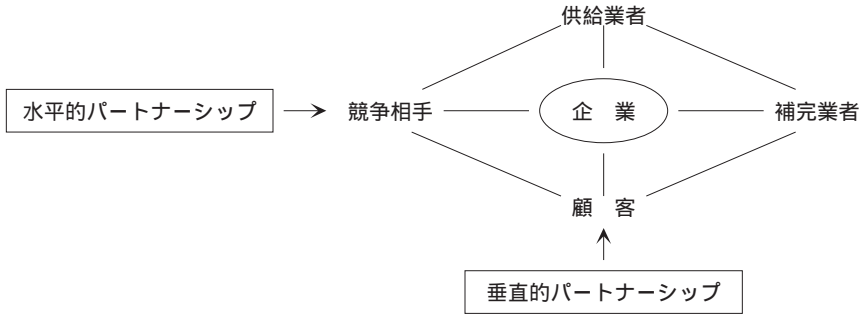 供給業者
水平的パートナーシップ
競争相手
企 業
補完業者
顧 客
垂直的パートナーシップ